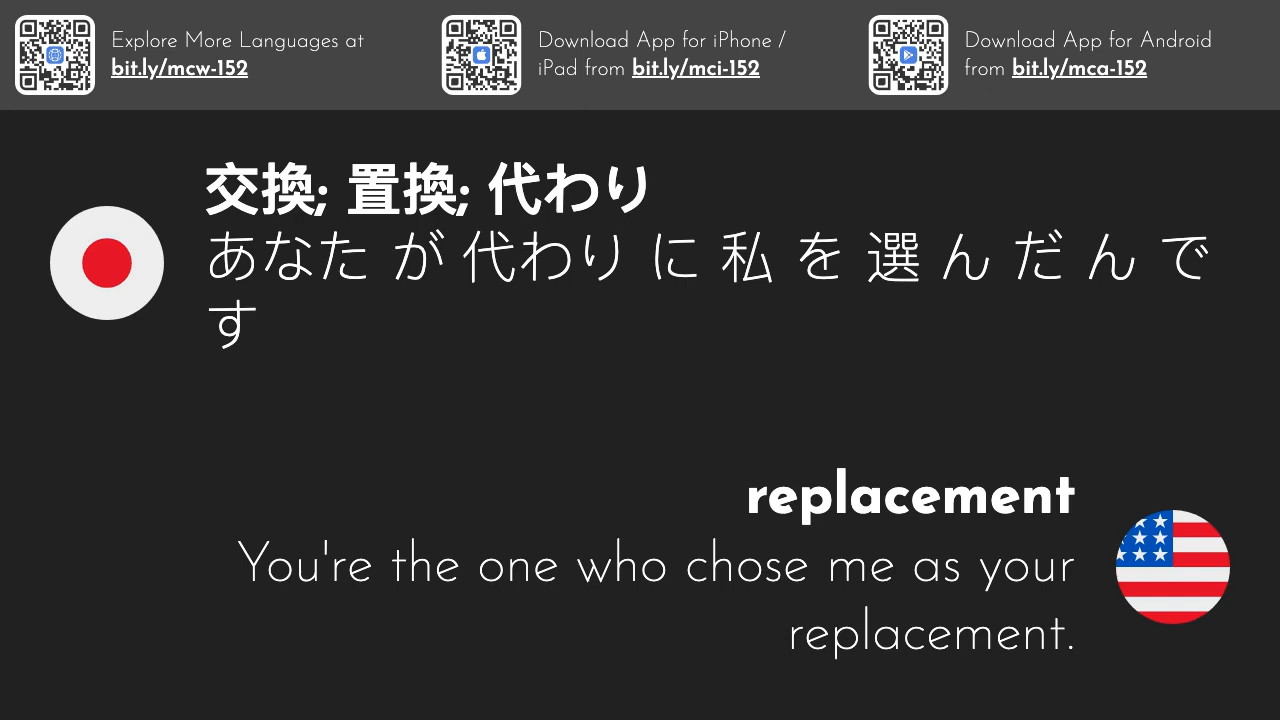 Explore More Languages at
bit.ly/mcw-152
Download App for iPhone /
iPad from bit.ly/mci-152
Download App for Android
from bit.ly/mca-152
交換; 置換; 代わり
あなた が 代わり に 私 を 選 ん だ ん で
す
replacement
You're the one who chose me as your
replacement.